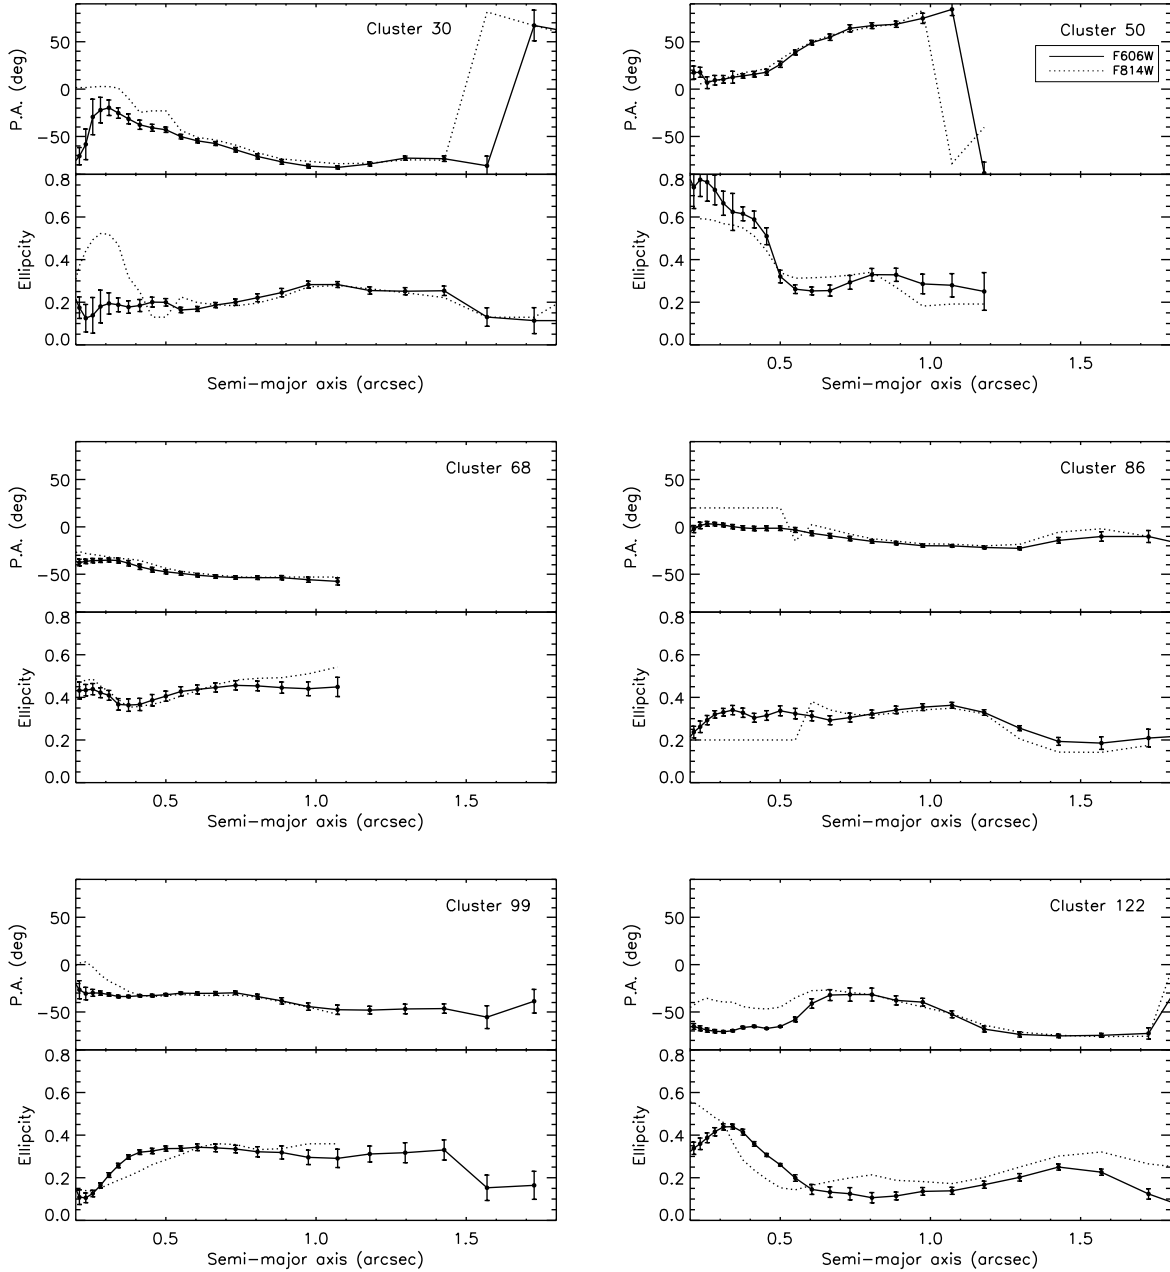 Cluster 30
P.A. (deg)
50
0
−50
Ellipcity
0.8
0.6
0.4
0.2
0.0
Semi−major axis (arcsec)
Cluster 50
F606W
F814W
P.A. (deg)
50
0
−50
Ellipcity
0.8
0.6
0.4
0.2
0.0
0.5 1.0 1.5
Semi−major axis (arcsec)
Cluster 68
P.A. (deg)
50
0
−50
Ellipcity
0.8
0.6
0.4
0.2
0.0
0.5 1.0 1.5
Semi−major axis (arcsec)
Cluster 86
P.A. (deg)
50
0
−50
Ellipcity
0.8
0.6
0.4
0.2
0.0
0.5 1.0 1.5
Semi−major axis (arcsec)
Cluster 99
P.A. (deg)
50
0
−50
Ellipcity
0.8
0.6
0.4
0.2
0.0
0.5 1.0 1.5
Semi−major axis (arcsec)
Cluster 122
P.A. (deg)
50
0
−50
Ellipcity
0.8
0.6
0.4
0.2
0.0
0.5 1.0 1.5
Semi−major axis (arcsec)